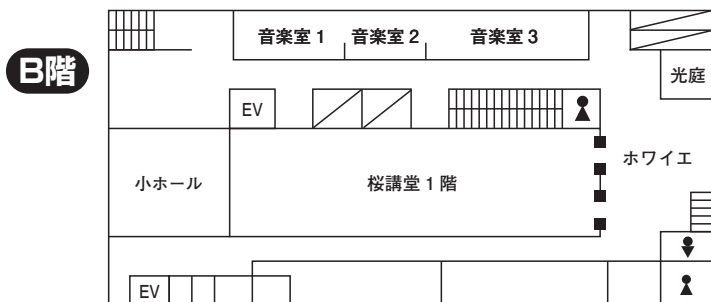 B階
音楽室 1
音楽室 2
音楽室 3
光庭
EV
ホワイエ
小ホール
桜講堂 1 階
EV